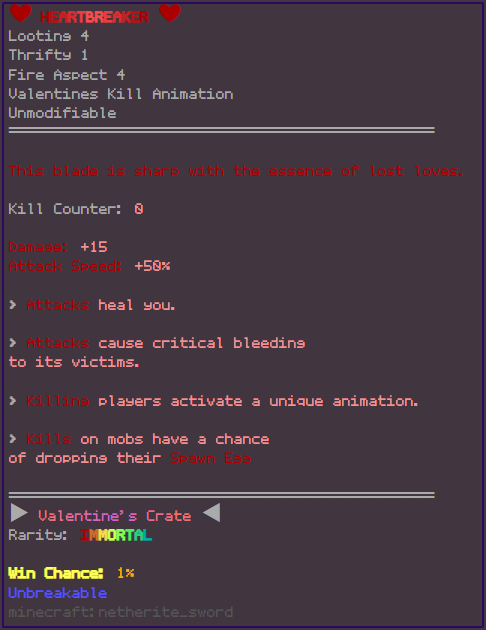 ❤ HEARTBREAKER ❤
Looting 4
Thrifty 1
Fire Aspect 4
Valentines Kill Animation
Unmodifiable
This blade is sharp with the essence of lost loves.
Kill Counter: 0
Damage: +15
Attack Speed: +50%
> Attacks heal you.
> Attacks cause critical bleeding
to its victims.
> Killing players activate a unique animation.
> Kills on mobs have a chance
of dropping their Spawn Egg
▶ Valentine's Crate ◀
Rarity: IMMORTAL
Win Chance: 1%
Unbreakable
minecraft:netherite_sword